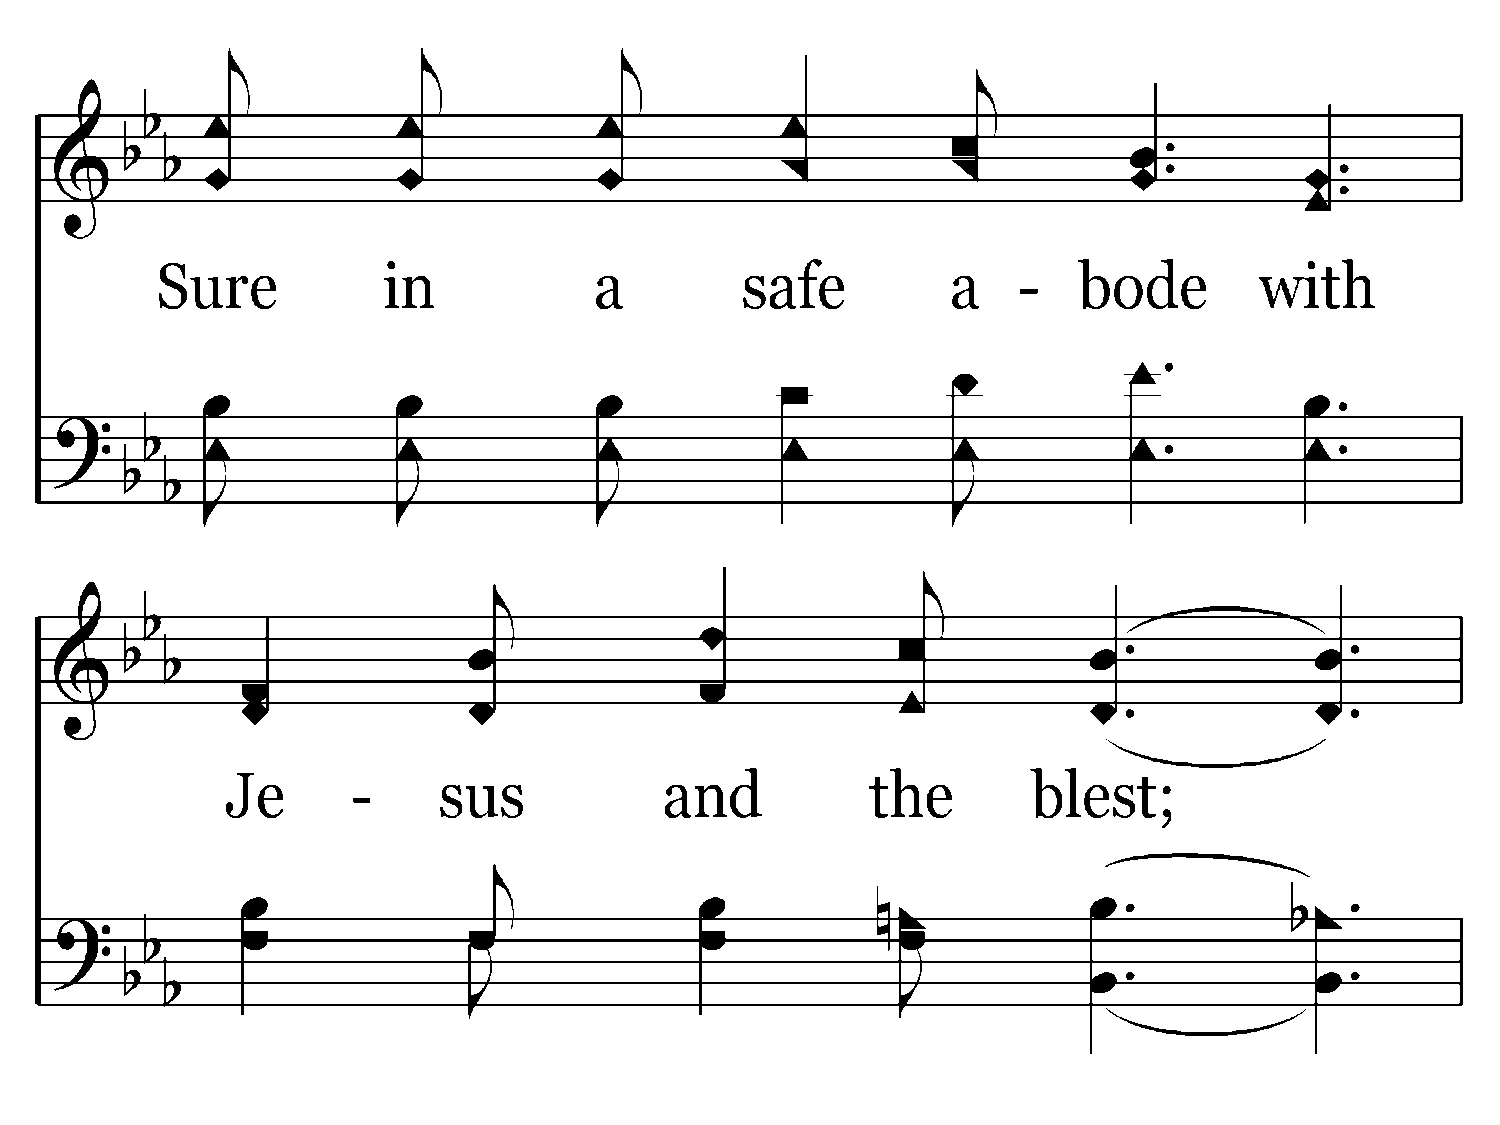 Sure in a safe a - bode with
Je - sus and the blest;